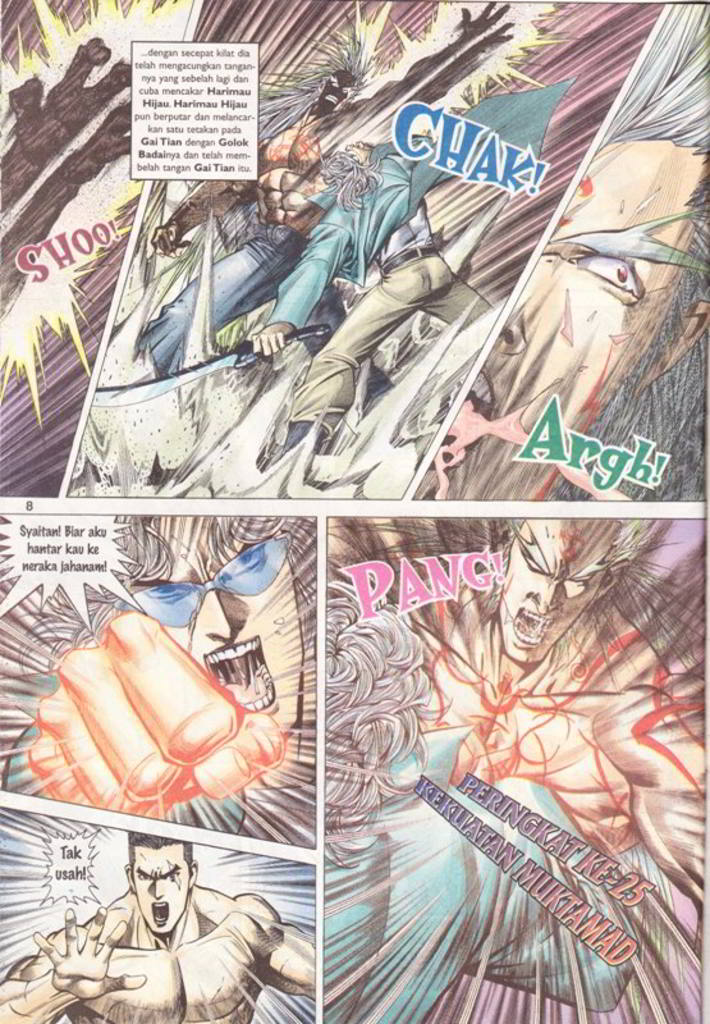 ...dengan secepat kilat dia
telah mengacungkan tangan-
nya yang sebelah lagi dan
cuba mencakar Harimau
Hijau. Harimau Hijau
pun berputar dan melancar-
kan satu tetakan pada
Gai Tian dengan Golok
Badainya dan telah mem-
belah tangan Gai Tian itu.
SHOO!
CHAK!
Argh!
8
Syaitan! Biar aku
hantar kau ke
neraka jahanam!
PANG!
PERINGKAT KE-25
KEKUATAN MUKTAMAD
Tak
usah!